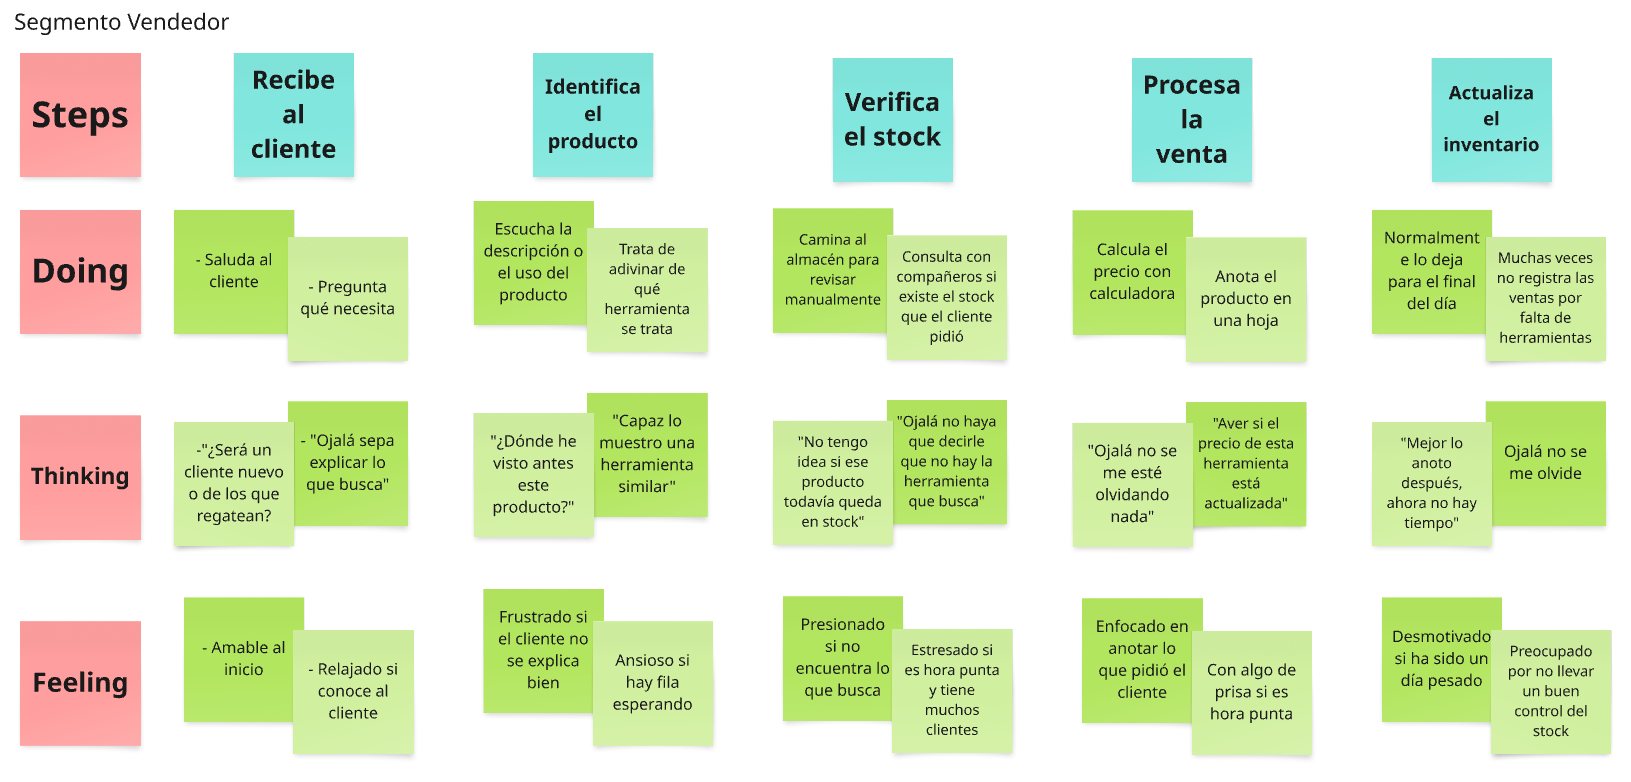 Segmento Vendedor
Steps
Recibe
al
cliente
Identifica
el
producto
Verifica
el stock
Procesa
la
venta
Actualiza
el
inventario
Doing
- Saluda al
cliente
- Pregunta
qué necesita
Escucha la
descripción o
el uso del
producto
Trata de
adivinar de
qué
herramienta
se trata
Camina al
almacén para
revisar
manualmente
Consulta con
compañeros si
existe el stock
que el cliente
pidió
Calcula el
precio con
calculadora
Anota el
producto en
una hoja
Normalment
e lo deja
para el final
del día
Muchas veces
no registra las
ventas por
falta de
herramientas
Thinking
-"¿Será un
cliente nuevo
o de los que
regatean?
- "Ojalá sepa
explicar lo
que busca"
"¿Dónde he
visto antes
este
producto?"
"Capaz lo
muestro una
herramienta
similar"
"No tengo
idea si ese
producto
todavía queda
en stock"
"Ojalá no haya
que decirle
que no hay la
herramienta
que busca"
"Ojalá no se
me esté
olvidando
nada"
"Aver si el
precio de esta
herramienta
está
actualizada"
"Mejor lo
anoto
después,
ahora no hay
tiempo"
Ojalá no se
me olvide
Feeling
- Amable al
inicio
- Relajado si
conoce al
cliente
Frustrado si
el cliente no
se explica
bien
Ansioso si
hay fila
esperando
Presionado
si no
encuentra lo
que busca
Estresado si
es hora punta
y tiene
muchos
clientes
Enfocado en
anotar lo
que pidió el
cliente
Con algo de
prisa si es
hora punta
Desmotivado
si ha sido un
día pesado
Preocupado
por no llevar
un buen
control del
stock